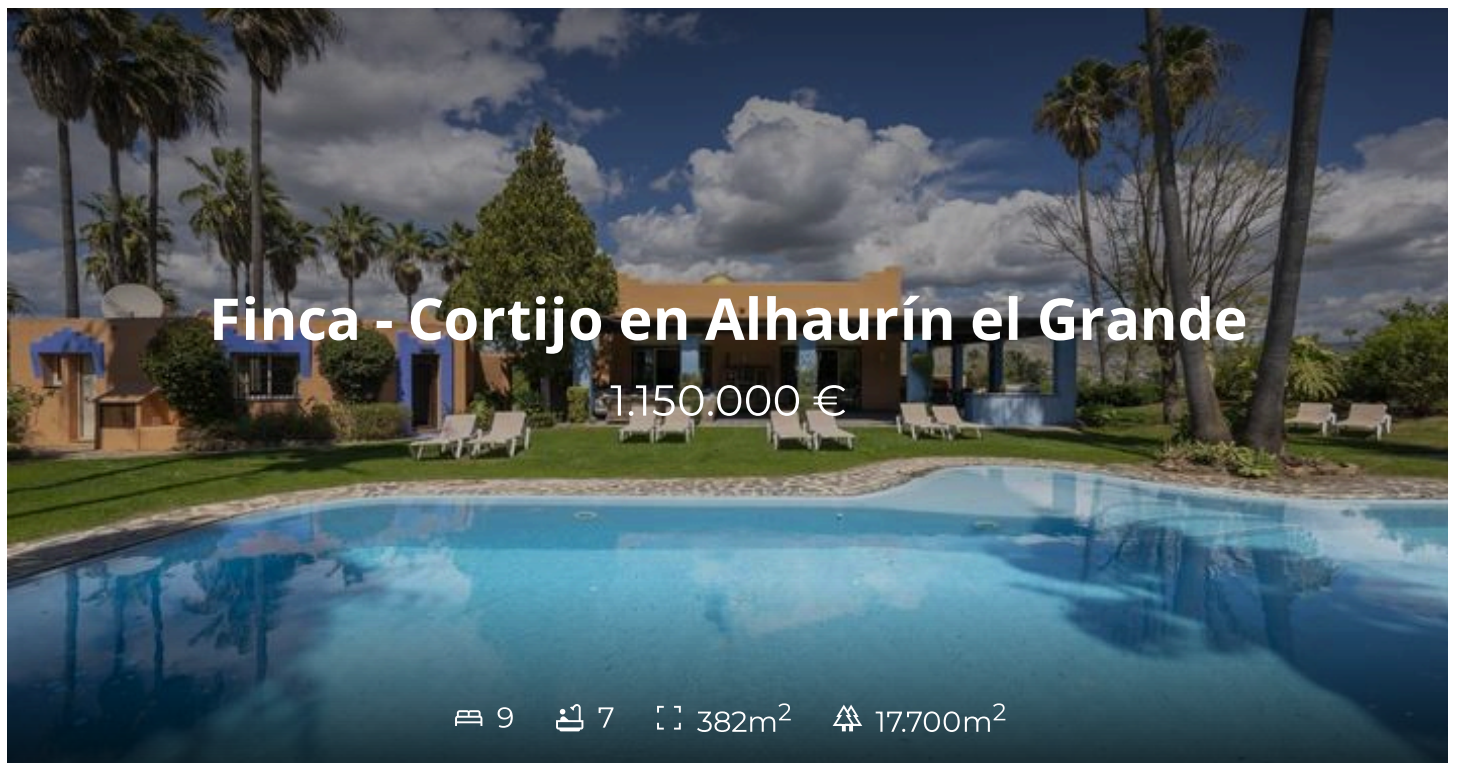 Finca - Cortijo en Alhaurín el Grande
1.150.000 €
9 7 382m² 17.700m²